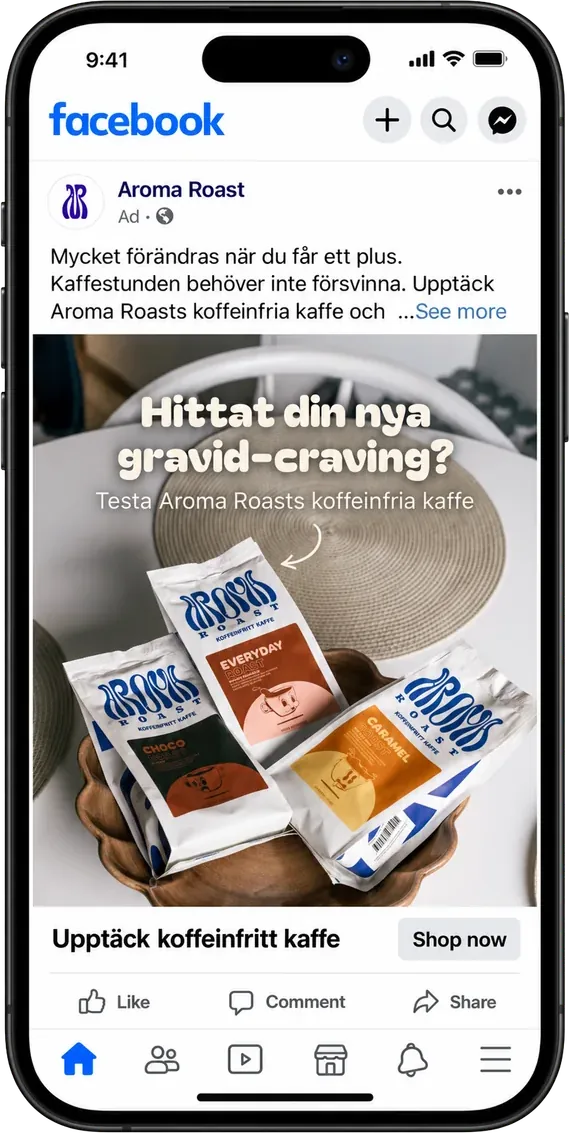 9:41
facebook
Aroma Roast
Ad ·
Mycket förändras när du får ett plus.
Kaffestunden behöver inte försvinna. Upptäck
Aroma Roasts koffeinfria kaffe och ...See more
Hittat din nya
gravid-craving?
Testa Aroma Roasts koffeinfria kaffe
AROMA
ROAST
KOFFEINFRITT KAFFE
EVERYDAY
ROAST
AROMA
ROAST
KOFFEINFRITT KAFFE
CHOCO
AROMA
ROAST
KOFFEINFRITT KAFFE
CARAMEL
Upptäck koffeinfritt kaffe
Shop now
Like
Comment
Share